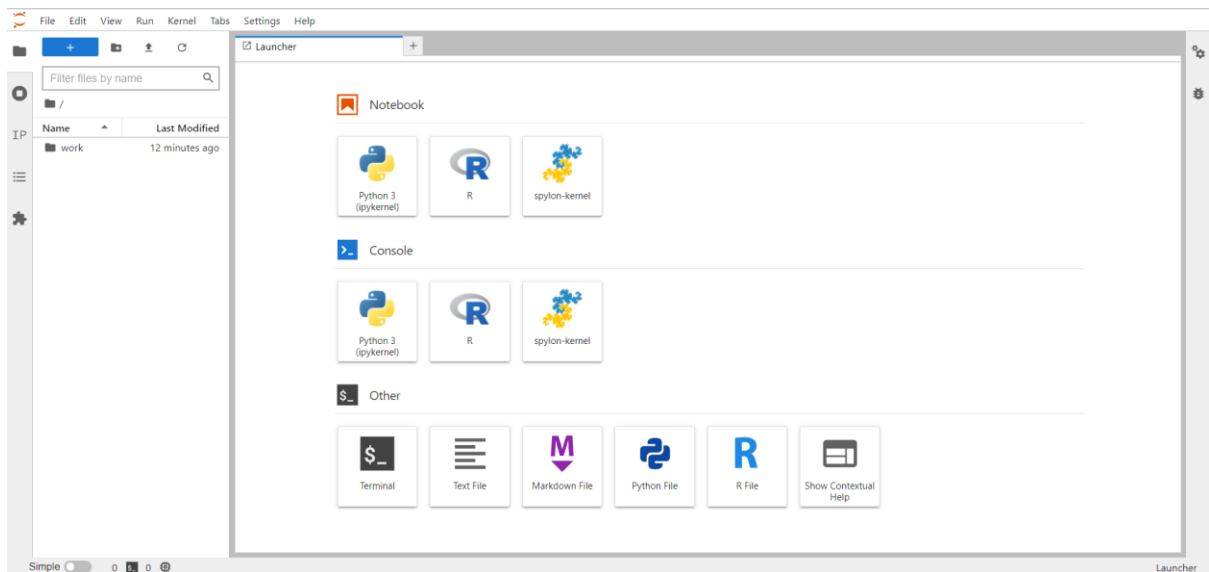 File Edit View Run Kernel Tabs Settings Help
+
Filter files by name
/
Name Last Modified
work 12 minutes ago
IP
Launcher +
Notebook
Python 3
(ipykernel)
R
R
spylon-kernel
>_ Console
Python 3
(ipykernel)
R
R
spylon-kernel
$_ Other
$_
Terminal
Text File
M
Markdown File
Python File
R
R File
Show Contextual
Help
Simple 0 $_ 0
Launcher